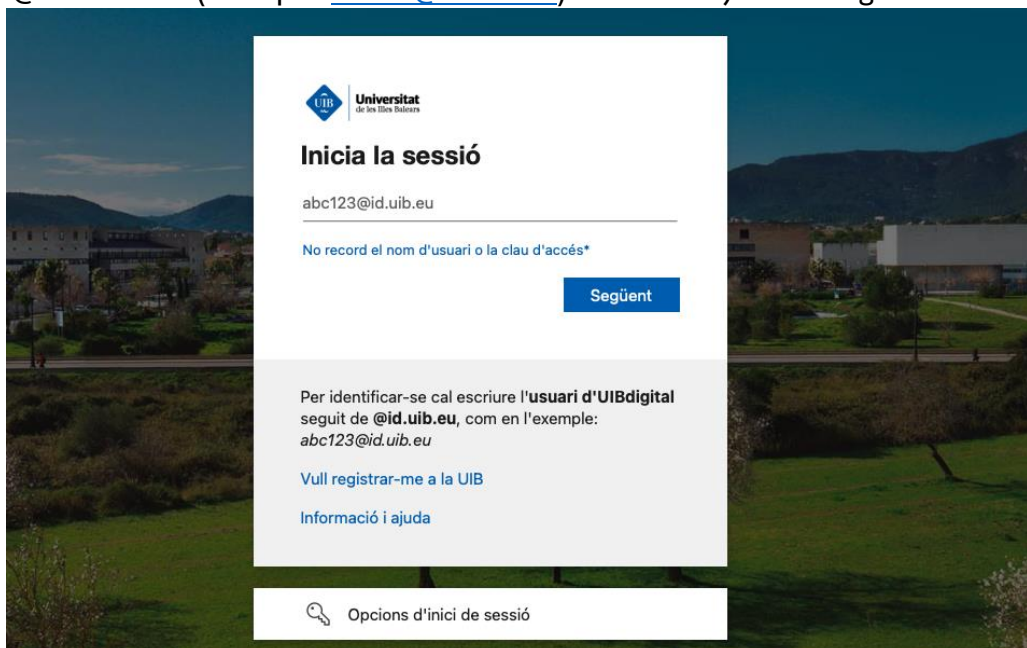 UIB Universitat
de les Illes Balears
Inicia la sessió
abc123@id.uib.eu
No record el nom d'usuari o la clau d'accés*
Següent
Per identificar-se cal escriure l'usuari d'UIBdigital
seguit de @id.uib.eu, com en l'exemple:
abc123@id.uib.eu
Vull registrar-me a la UIB
Informació i ajuda
Opcions d'inici de sessió